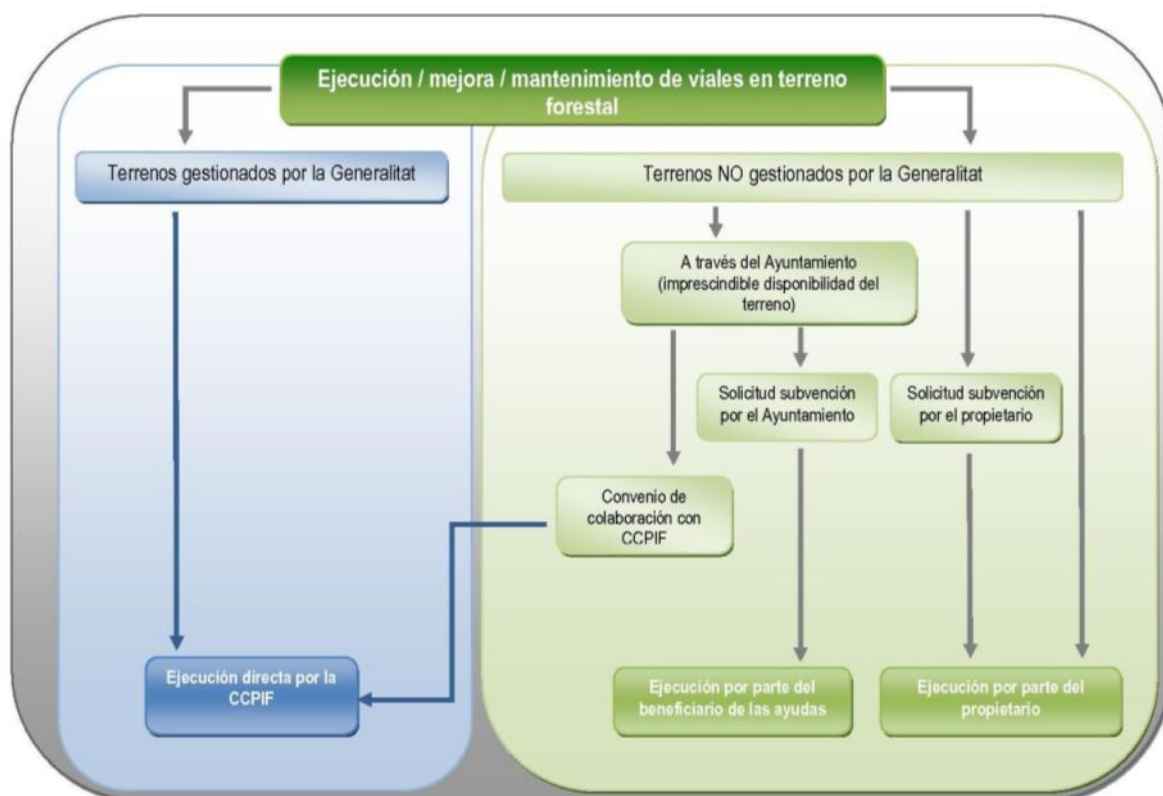 Ejecución / mejora / mantenimiento de viales en terreno
forestal
Terrenos gestionados por la Generalitat
Terrenos NO gestionados por la Generalitat
A través del Ayuntamiento
(imprescindible disponibilidad del
terreno)
Solicitud subvención
por el Ayuntamiento
Solicitud subvención
por el propietario
Convenio de
colaboración con
CCPIF
Ejecución directa por la
CCPIF
Ejecución por parte del
beneficiario de las ayudas
Ejecución por parte del
propietario